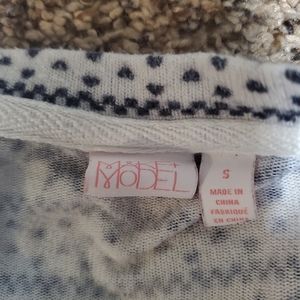 MODEL
S
MADE IN
CHINA
FABRIQUÉ
EN CHINE